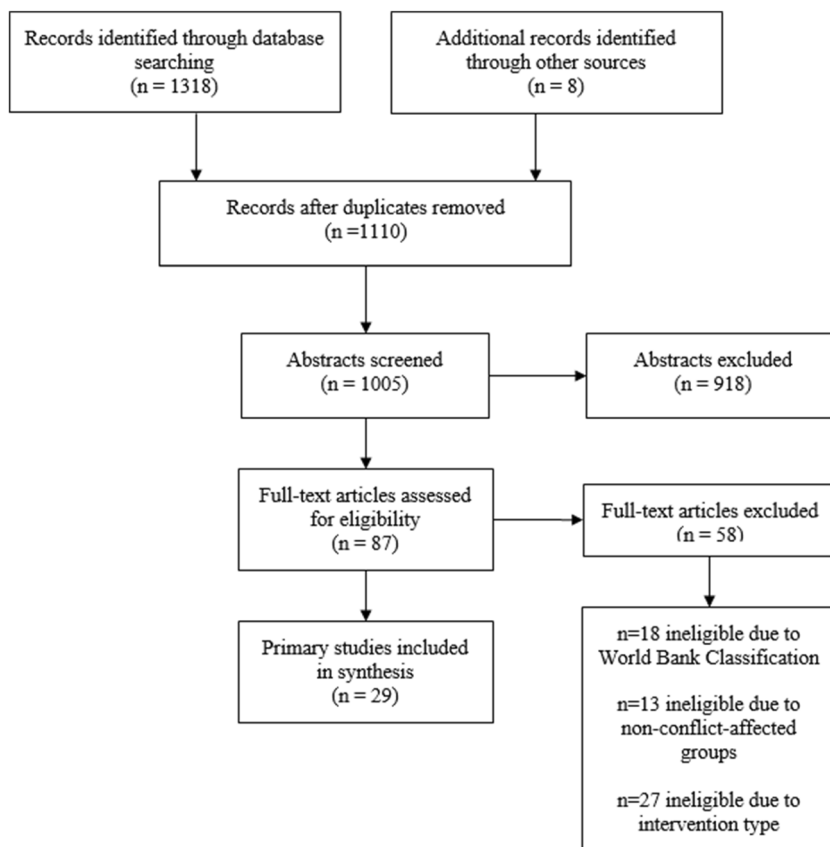 Records identified through database
searching
(n = 1318)
Additional records identified
through other sources
(n = 8)
Records after duplicates removed
(n =1110)
Abstracts screened
(n = 1005)
Abstracts excluded
(n = 918)
Full-text articles assessed
for eligibility
(n = 87)
Full-text articles excluded
(n = 58)
Primary studies included
in synthesis
(n = 29)
n=18 ineligible due to
World Bank Classification
n=13 ineligible due to
non-conflict-affected
groups
n=27 ineligible due to
intervention type